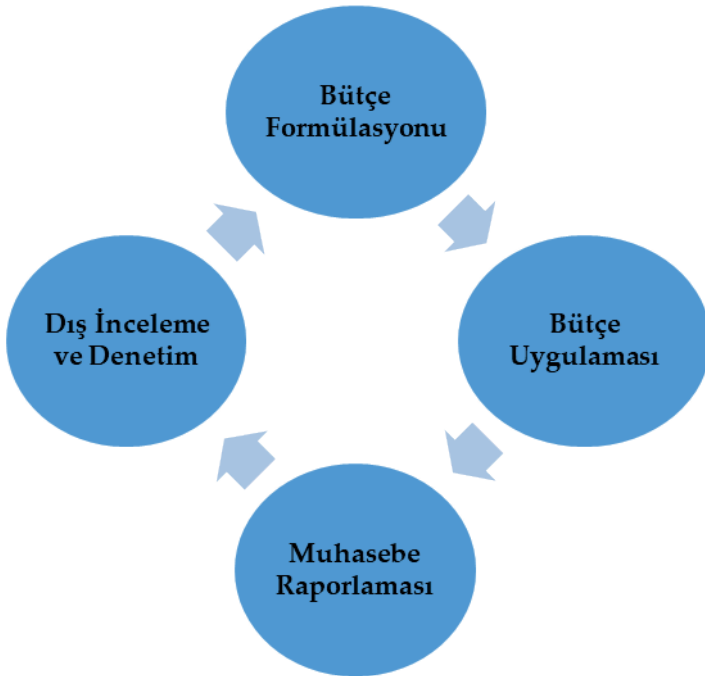 Bütçe
Formülasyonu
Bütçe
Uygulaması
Muhasebe
Raporlaması
Dış İnceleme
ve Denetim